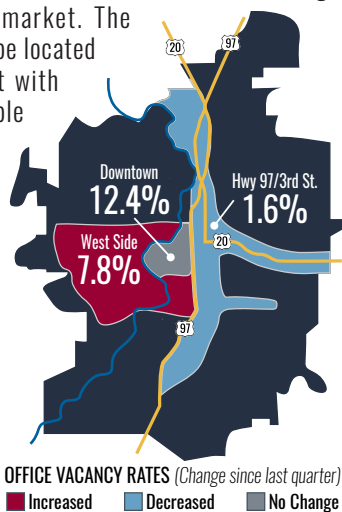 market. The
be located
t with
ble
20
97
Downtown
12.4%
Hwy 97/3rd St.
1.6%
West Side
7.8%
20
97
OFFICE VACANCY RATES (Change since last quarter)
Increased Decreased No Change